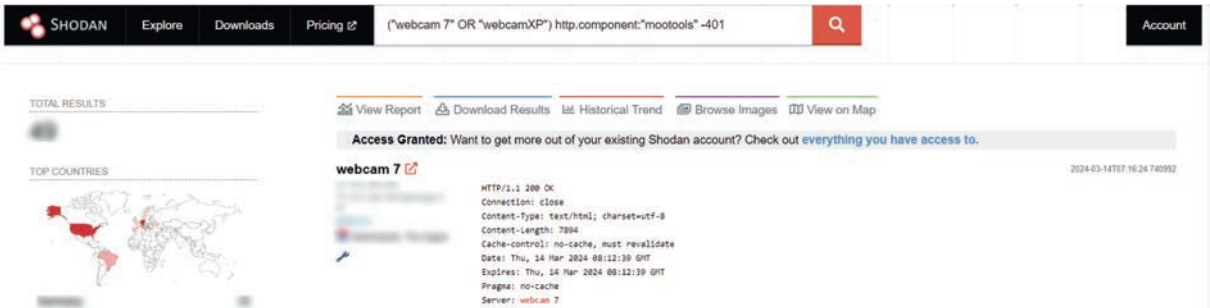 SHODAN Explore Downloads Pricing ("webcam 7" OR "webcamXP") http.component:"mootools" -401 Account
TOTAL RESULTS
View Report Download Results Historical Trend Browse Images View on Map
Access Granted: Want to get more out of your existing Shodan account? Check out everything you have access to.
TOP COUNTRIES
webcam 7
2024-03-14T07:16:24.740992
HTTP/1.1 200 OK
Connection: close
Content-Type: text/html; charset=utf-8
Content-Length: 7894
Cache-control: no-cache, must revalidate
Date: Thu, 14 Mar 2024 08:12:39 GMT
Expires: Thu, 14 Mar 2024 08:12:39 GMT
Pragma: no-cache
Server: webcam 7